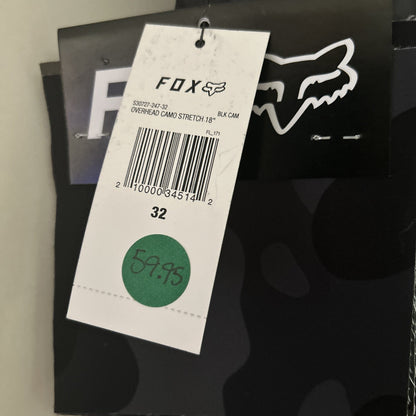 F
FOX
S30727-247-32 BLK CAM
OVERHEAD CAMO STRETCH.18"
FL_171
2 10000 34514 2
32
59.95